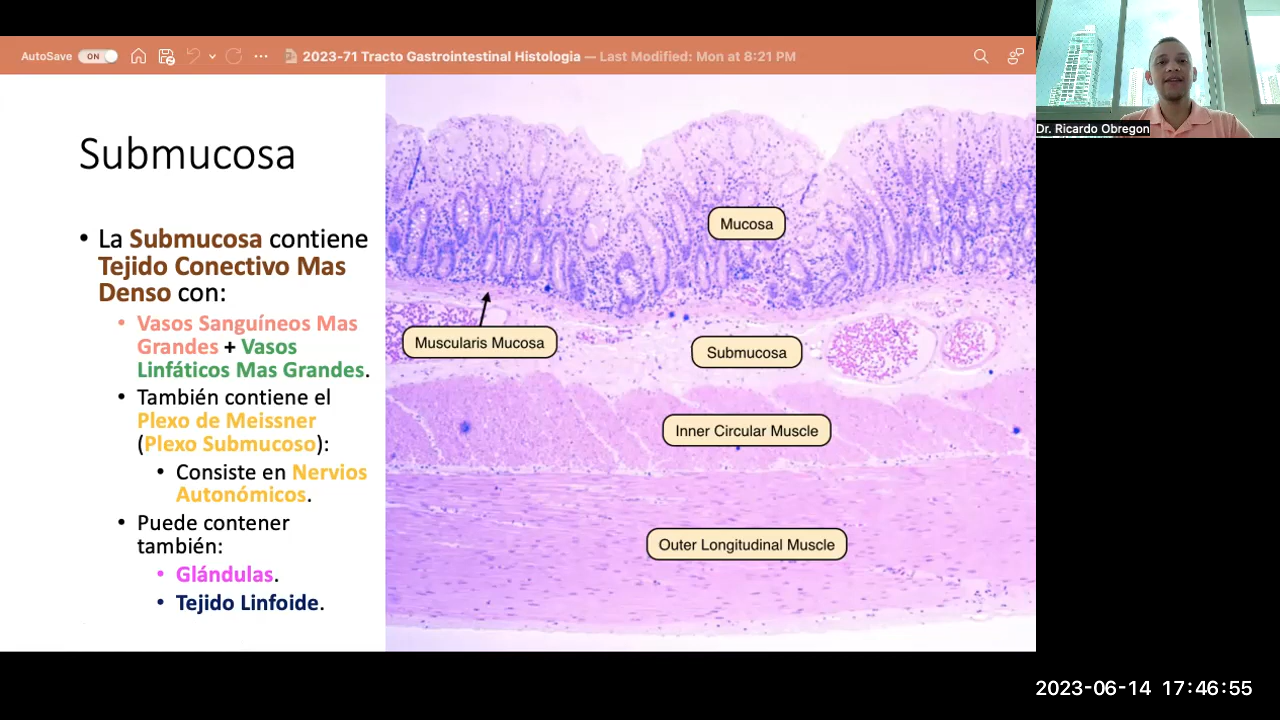 AutoSave ON 2023-71 Tracto Gastrointestinal Histologia — Last Modified: Mon at 8:21 PM
Dr. Ricardo Obregon
Submucosa
• La Submucosa contiene
Tejido Conectivo Mas
Denso con:
• Vasos Sanguíneos Mas
Grandes + Vasos
Linfáticos Mas Grandes.
• También contiene el
Plexo de Meissner
(Plexo Submucoso):
• Consiste en Nervios
Autonómicos.
• Puede contener
también:
• Glándulas.
• Tejido Linfoide.
Mucosa
Muscularis Mucosa
Submucosa
Inner Circular Muscle
Outer Longitudinal Muscle
2023-06-14 17:46:55